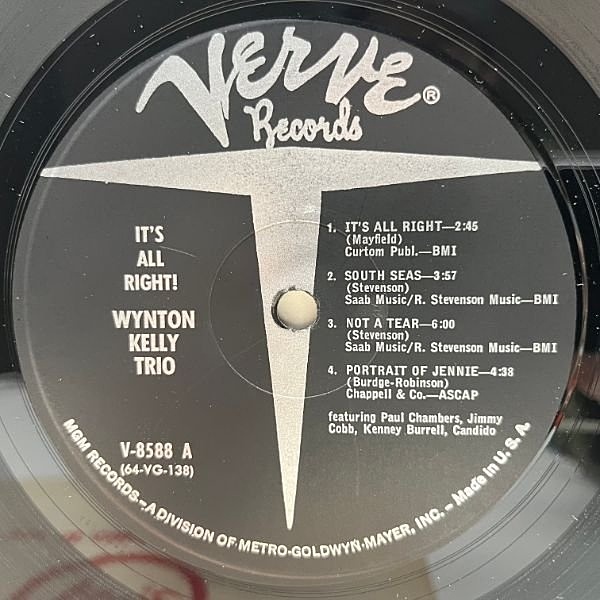 VERVE®
Records
IT'S
ALL
RIGHT!
WYNTON
KELLY
TRIO
V-8588 A
(64-VG-138)
1. IT'S ALL RIGHT—2:45
(Mayfield)
Curtom Publ.—BMI
2. SOUTH SEAS—3:57
(Stevenson)
Saab Music/R. Stevenson Music—BMI
3. NOT A TEAR—6:00
(Stevenson)
Saab Music/R. Stevenson Music—BMI
4. PORTRAIT OF JENNIE—4:38
(Burdge-Robinson)
Chappell & Co.—ASCAP
featuring Paul Chambers, Jimmy
Cobb, Kenney Burrell, Candido
MGM RECORDS—A DIVISION OF METRO-GOLDWYN-MAYER, INC. – Made in U. S. A.